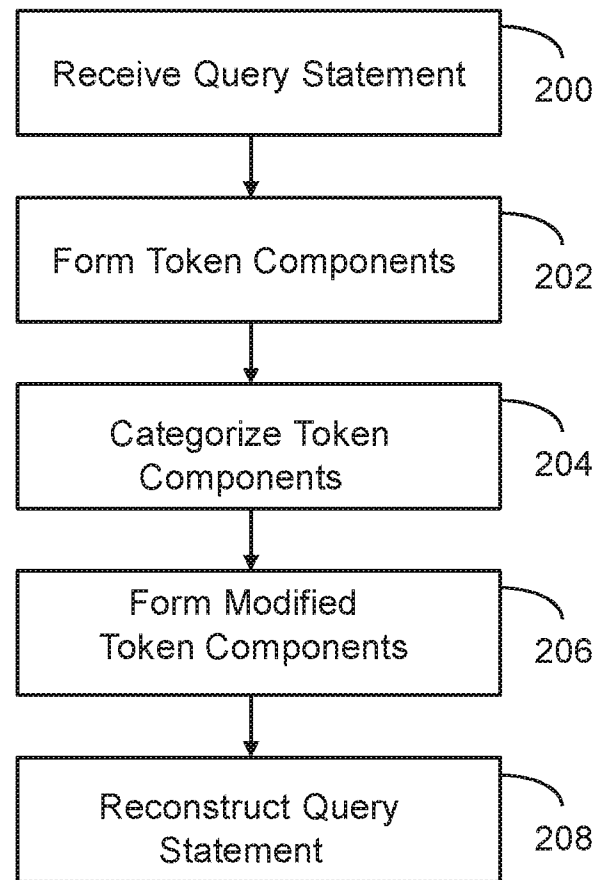 Receive Query Statement
200
Form Token Components
202
Categorize Token
Components
204
Form Modified
Token Components
206
Reconstruct Query
Statement
208